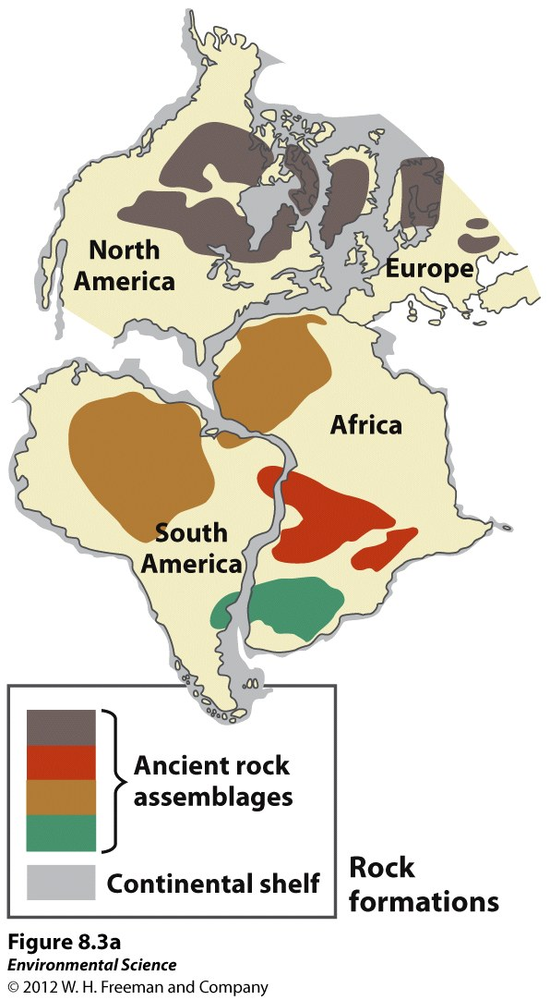 North
America
Europe
Africa
South
America
Ancient rock
assemblages
Continental shelf
Rock
formations
Figure 8.3a
Environmental Science
© 2012 W. H. Freeman and Company